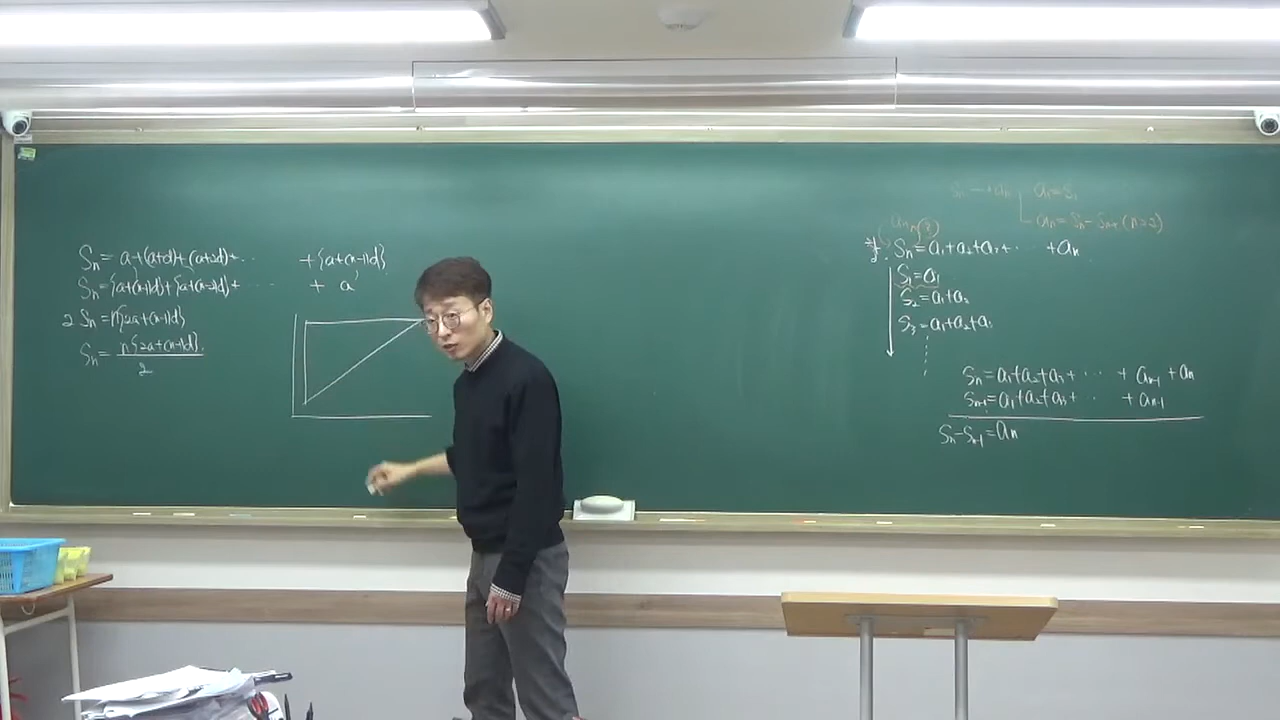 Sn = a+(a+d)+(a+2d)+ ··· +{a+(n-1)d}
Sn = {a+(n-1)d}+{a+(n-2)d}+ ··· + a
2 Sn = n{2a+(n-1)d}
Sn = n{2a+(n-1)d} / 2
a₁=S₁
an = Sn - Sn-1 (n≥2)
Sn = a₁+a₂+a₃+ ··· +an
S₁ = a₁
S₂ = a₁+a₂
S₃ = a₁+a₂+a₃
Sn = a₁+a₂+a₃+ ··· + an-1 + an
Sn-1 = a₁+a₂+a₃+ ·· + an-1
Sn-Sn-1 = an